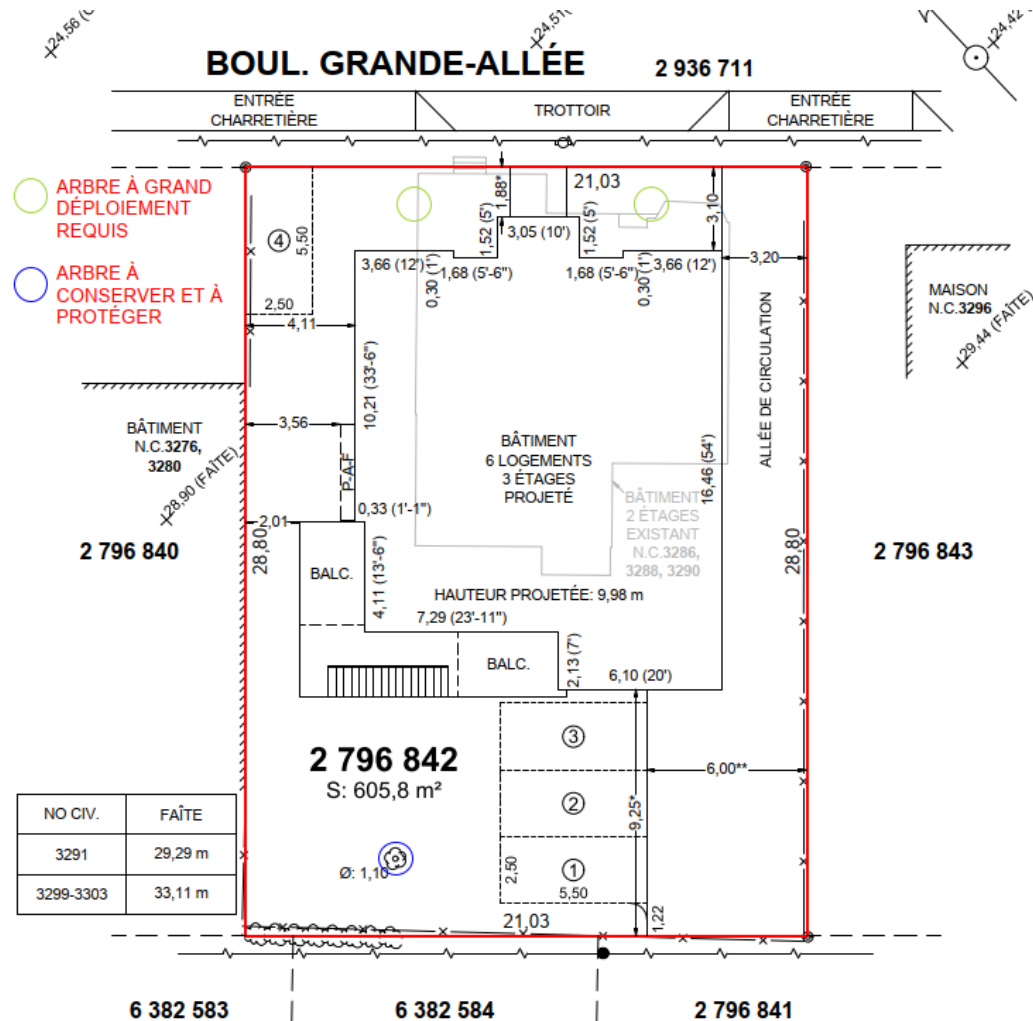 24,56 (
24,51(
24,42
BOUL. GRANDE-ALLÉE
2 936 711
ENTRÉE
CHARRETIÈRE
TROTTOIR
ENTRÉE
CHARRETIÈRE
ARBRE À GRAND
DÉPLOIEMENT
REQUIS
ARBRE À
CONSERVER ET À
PROTÉGER
4
5,50
2,50
4,11
1,88*
21,03
3,10
1,52 (5')
3,05 (10')
1,52 (5')
3,66 (12')
0,30 (1')
1,68 (5'-6")
1,68 (5'-6")
0,30 (1')
3,66 (12')
3,20
MAISON
N.C.3296
29,44 (FAÎTE)
ALLÉE DE CIRCULATION
10,21 (33'-6")
3,56
P-A-F
BÂTIMENT
N.C.3276,
3280
28,90 (FAÎTE)
BÂTIMENT
6 LOGEMENTS
3 ÉTAGES
PROJETÉ
16,46 (54')
BÂTIMENT
2 ÉTAGES
EXISTANT
N.C.3286,
3288, 3290
0,33 (1'-1")
2,01
2 796 840
28,80
28,80
2 796 843
BALC.
4,11 (13'-6")
HAUTEUR PROJETÉE: 9,98 m
7,29 (23'-11")
BALC.
2,13 (7')
6,10 (20')
3
2
1
2 796 842
S: 605,8 m²
6,00**
9,25*
2,50
5,50
1,22
Ø: 1,10
21,03
NO CIV. FAÎTE
3291 29,29 m
3299-3303 33,11 m
6 382 583
6 382 584
2 796 841